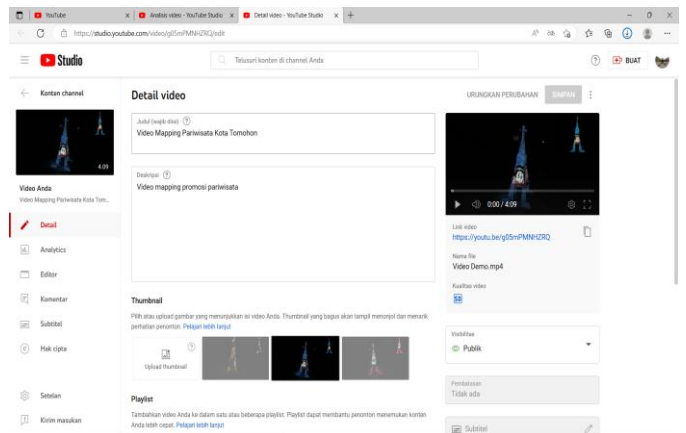 YouTube
Analisis video - YouTube Studio
Detail video - YouTube Studio
https://studio.youtube.com/video/g05mPMNHZRQ/edit
Studio
Telusuri konten di channel Anda
BUAT
Konten channel
Detail video
URUNGKAN PERUBAHAN
SIMPAN
Judul (wajib diisi)
Video Mapping Pariwisata Kota Tomohon
4:09
Deskripsi
Video mapping promosi pariwisata
0:00 / 4:09
Video Anda
Video Mapping Pariwisata Kota Tom...
Link video
https://youtu.be/g05mPMNHZRQ
Nama file
Video Demo.mp4
Kualitas video
SD
Detail
Analytics
Editor
Komentar
Subtitel
Hak cipta
Setelan
Kirim masukan
Thumbnail
Pilih atau upload gambar yang menunjukkan isi video Anda. Thumbnail yang bagus akan tampil menonjol dan menarik
perhatian penonton. Pelajari lebih lanjut
Upload thumbnail
Visibilitas
Publik
Pembatasan
Tidak ada
Playlist
Tambahkan video Anda ke dalam satu atau beberapa playlist. Playlist dapat membantu penonton menemukan konten
Anda lebih cepat. Pelajari lebih lanjut
Subtitel